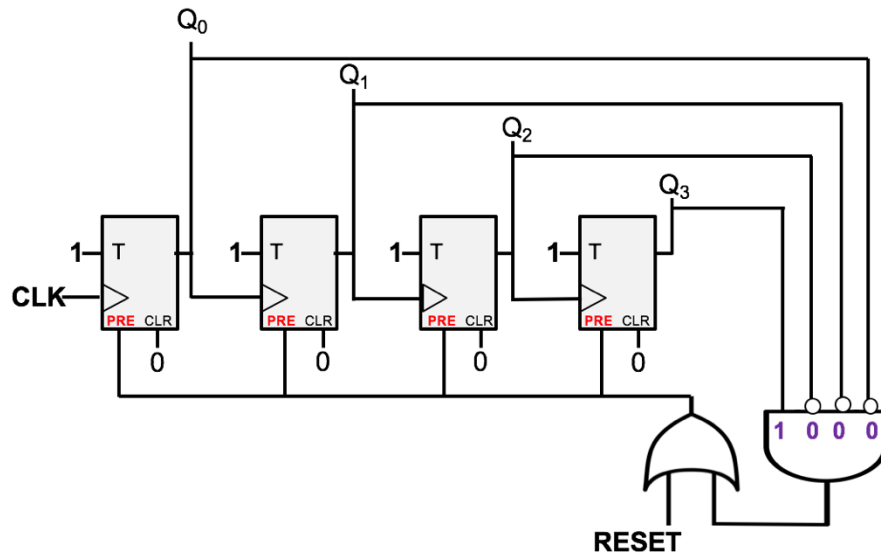 Q0
Q1
Q2
Q3
1 T 1 T 1 T 1 T
CLK
PRE CLR PRE CLR PRE CLR PRE CLR
0 0 0 0
1 0 0 0
RESET